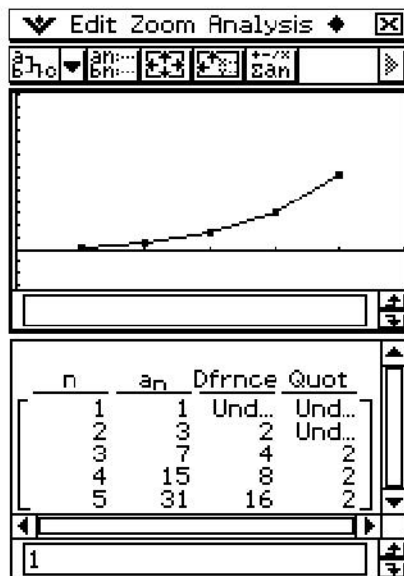 Edit Zoom Analysis
n an Dfrnce Quot
1 1 Und... Und...
2 3 2 Und...
3 7 4 2
4 15 8 2
5 31 16 2
1